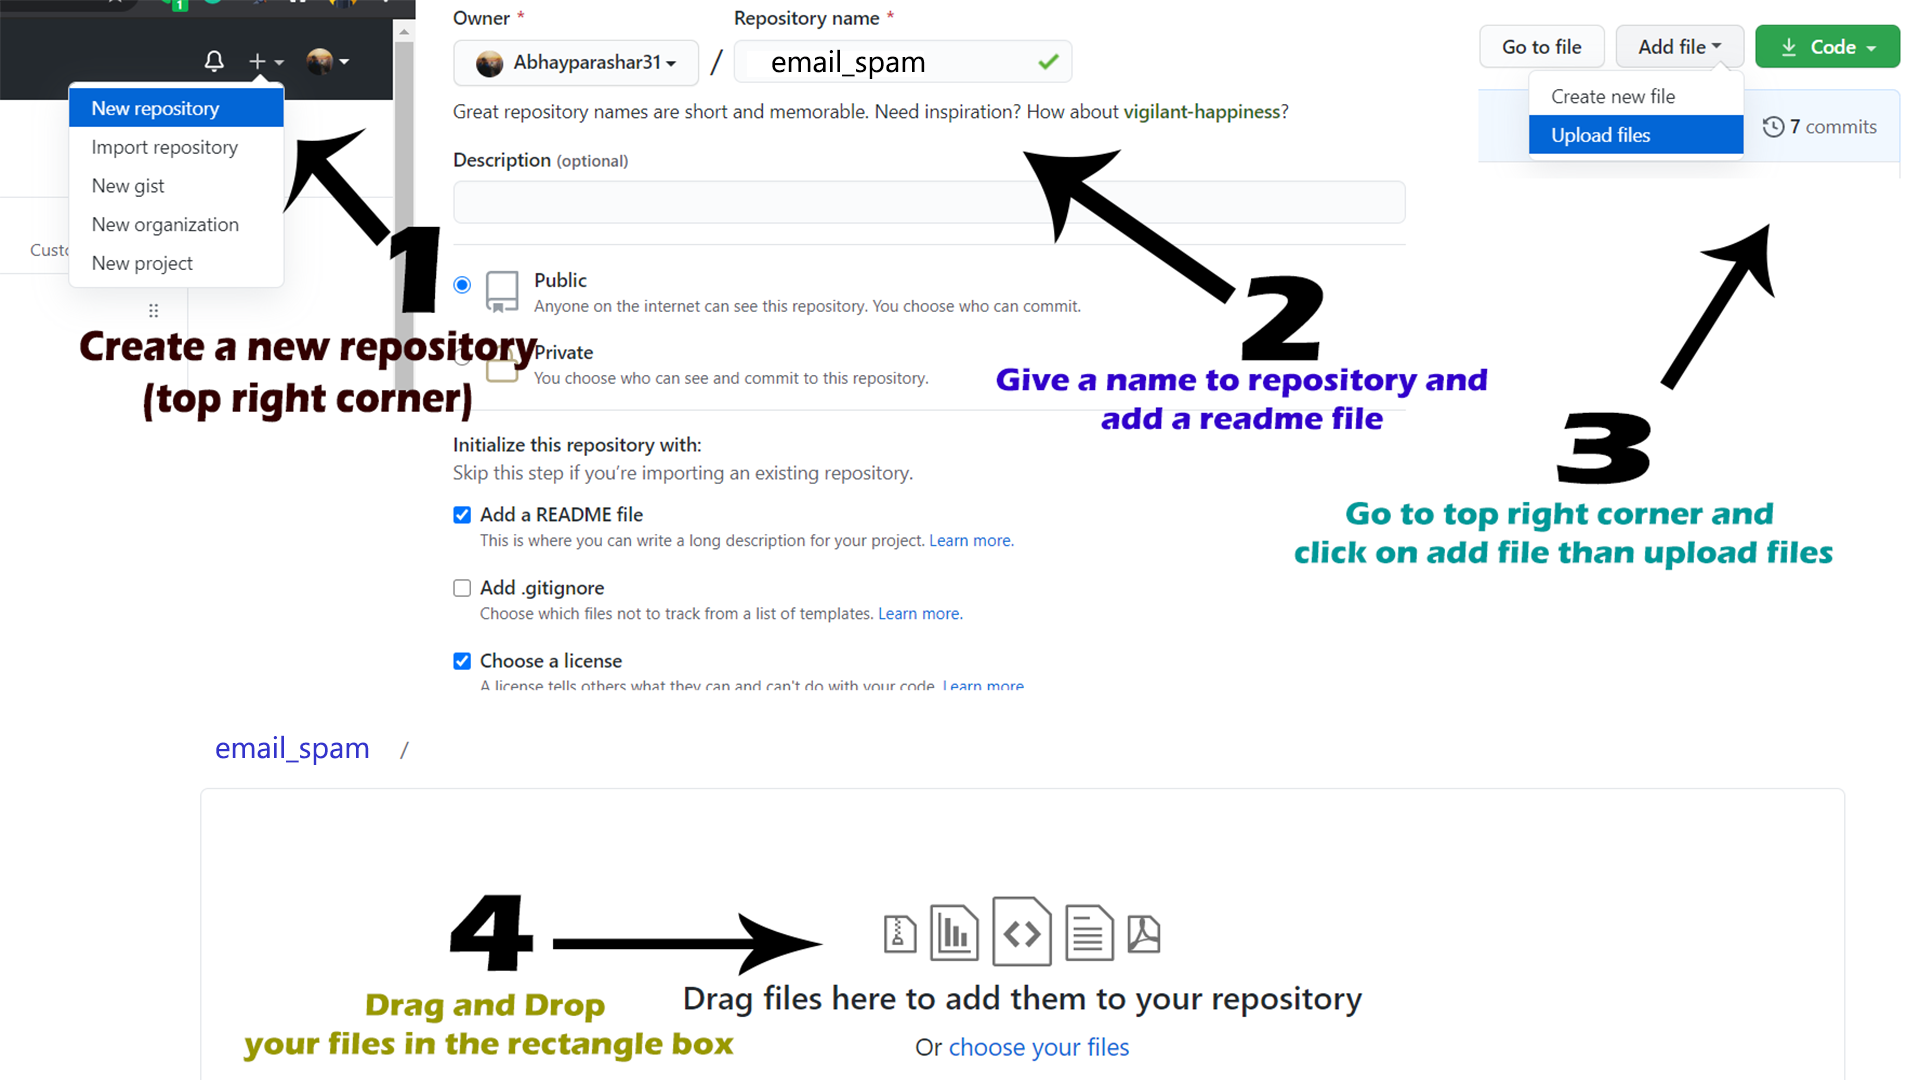 1
New repository
Import repository
New gist
New organization
New project
1
Create a new repository
(top right corner)
Owner *
Repository name *
Abhayparashar31
/
email_spam
Great repository names are short and memorable. Need inspiration? How about vigilant-happiness?
Description (optional)
Public
Anyone on the internet can see this repository. You choose who can commit.
Private
You choose who can see and commit to this repository.
Initialize this repository with:
Skip this step if you're importing an existing repository.
Add a README file
This is where you can write a long description for your project. Learn more.
Add .gitignore
Choose which files not to track from a list of templates. Learn more.
Choose a license
A license tells others what they can and can't do with your code. Learn more.
2
Give a name to repository and
add a readme file
Go to file
Add file
Code
Create new file
Upload files
7 commits
3
Go to top right corner and
click on add file than upload files
email_spam /
4
Drag and Drop
your files in the rectangle box
Drag files here to add them to your repository
Or choose your files